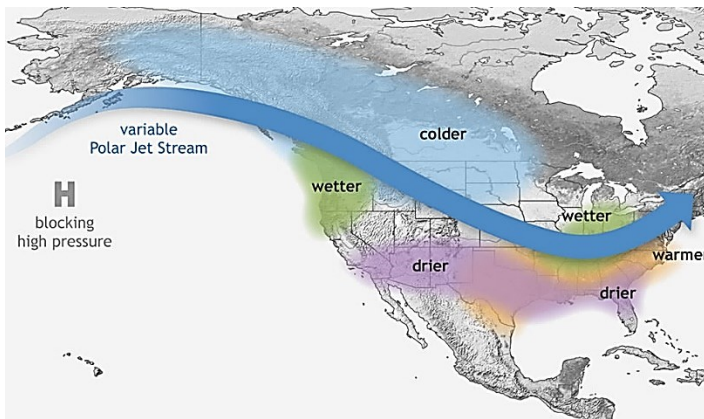 variable
Polar Jet Stream
colder
wetter
H
blocking
high pressure
wetter
warmer
drier
drier